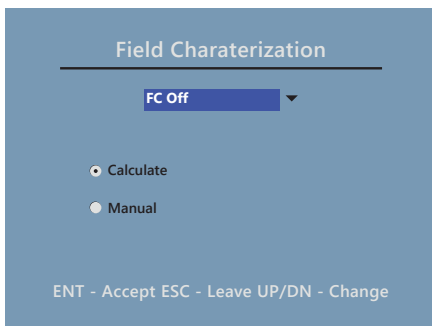 Field Charaterization
FC Off
Calculate
Manual
ENT - Accept ESC - Leave UP/DN - Change